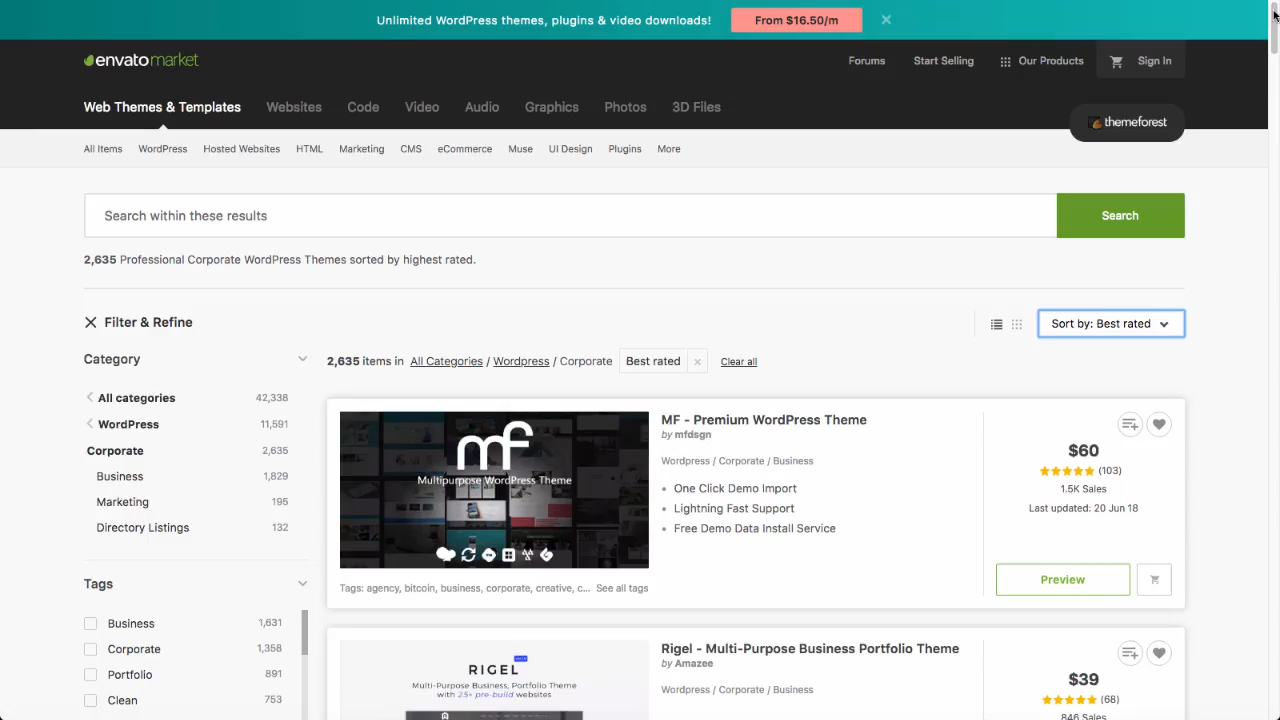 Unlimited WordPress themes, plugins & video downloads! From $16.50/m
envatomarket
Forums Start Selling Our Products Sign In
Web Themes & Templates Websites Code Video Audio Graphics Photos 3D Files
themeforest
All Items WordPress Hosted Websites HTML Marketing CMS eCommerce Muse UI Design Plugins More
Search within these results Search
2,635 Professional Corporate WordPress Themes sorted by highest rated.
Filter & Refine
Sort by: Best rated
Category
2,635 items in All Categories / Wordpress / Corporate Best rated Clear all
All categories 42,338
WordPress 11,591
Corporate 2,635
Business 1,829
Marketing 195
Directory Listings 132
Tags
Business 1,631
Corporate 1,358
Portfolio 891
Clean 753
mf
Multipurpose WordPress Theme
Tags: agency, bitcoin, business, corporate, creative, c... See all tags
MF - Premium WordPress Theme
by mfdsgn
Wordpress / Corporate / Business
One Click Demo Import
Lightning Fast Support
Free Demo Data Install Service
$60
(103)
1.5K Sales
Last updated: 20 Jun 18
Preview
RIGEL
Multi-Purpose Business, Portfolio Theme
with 25+ pre-build websites
Rigel - Multi-Purpose Business Portfolio Theme
by Amazee
Wordpress / Corporate / Business
$39
(68)
846 Sales